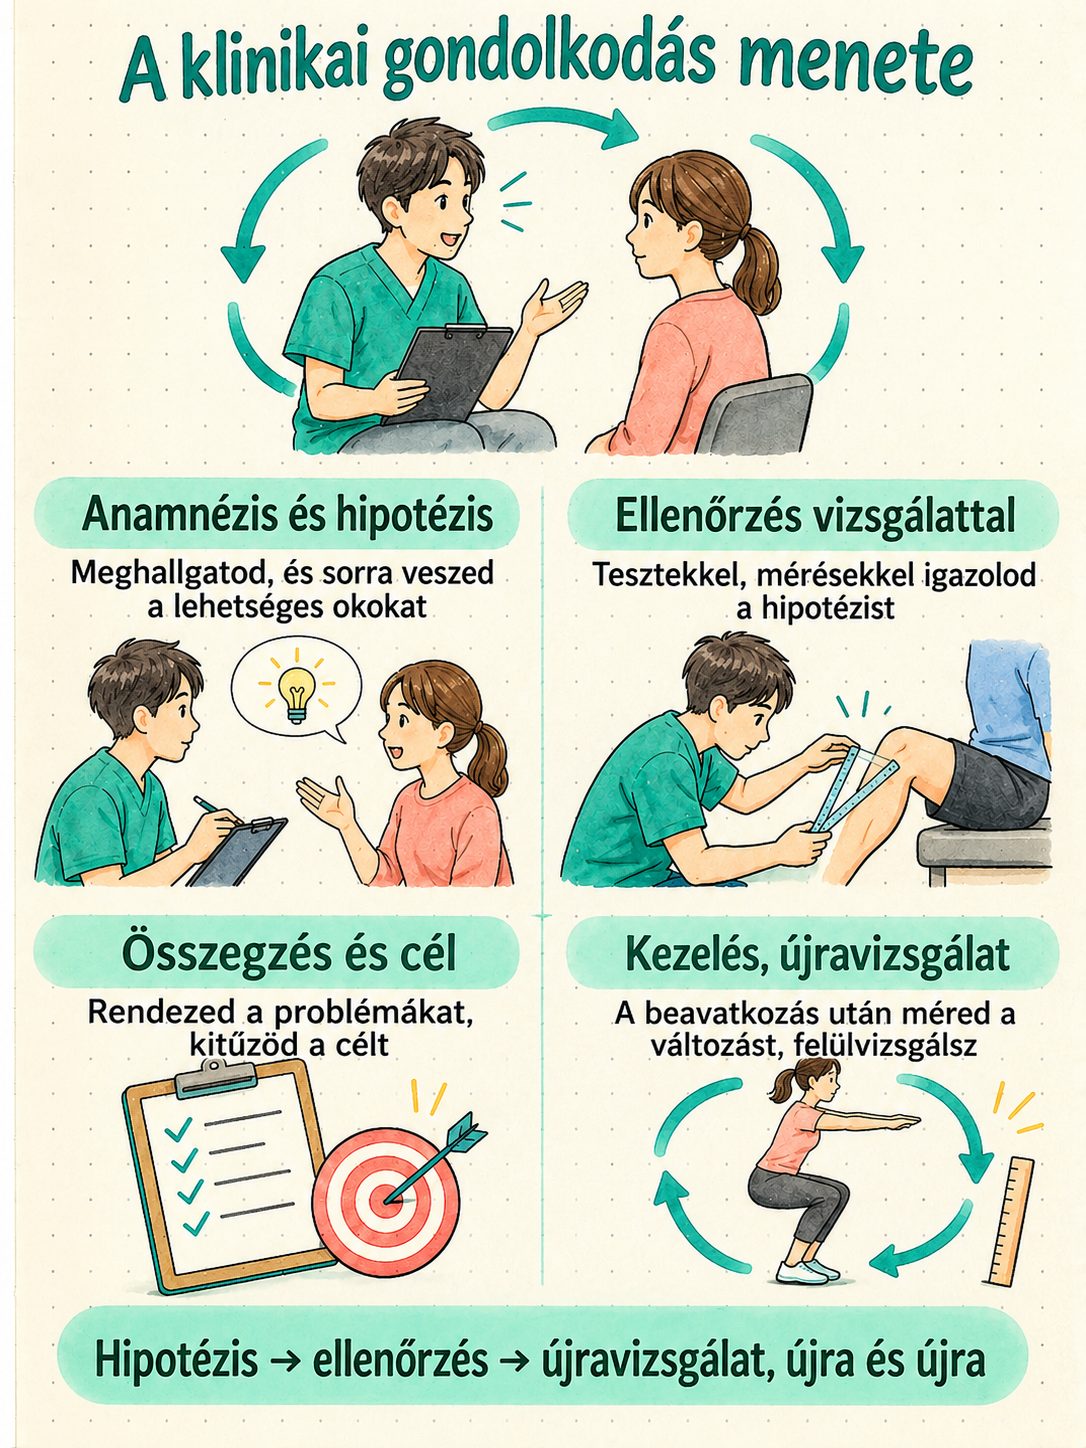 A klinikai gondolkodás menete
Anamnézis és hipotézis
Meghallgatod, és sorra veszed
a lehetséges okokat
Ellenőrzés vizsgálattal
Tesztekkel, mérésekkel igazolod
a hipotézist
Összegzés és cél
Rendezed a problémákat,
kitűzöd a célt
Kezelés, újravizsgálat
A beavatkozás után méred a
változást, felülvizsgálsz
Hipotézis → ellenőrzés → újravizsgálat, újra és újra